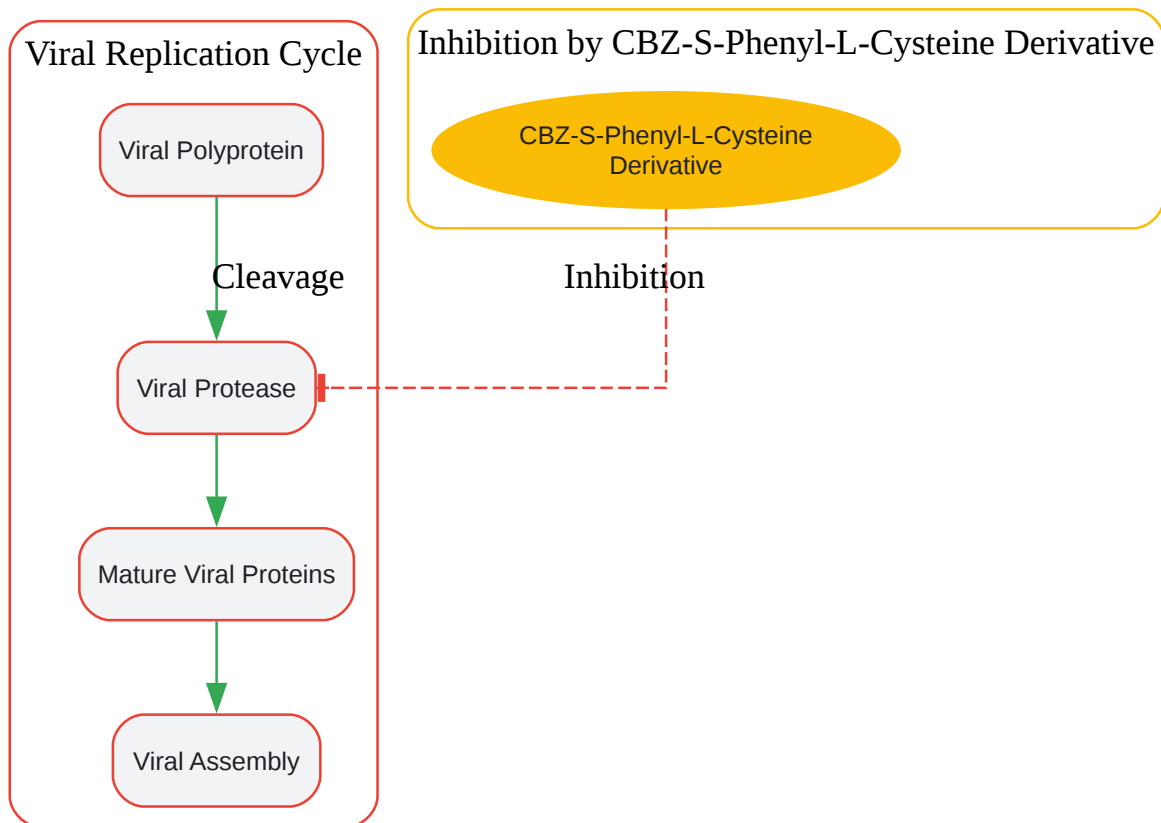 Viral Replication Cycle
Viral Polyprotein
Cleavage
Viral Protease
Mature Viral Proteins
Viral Assembly
Inhibition by CBZ-S-Phenyl-L-Cysteine Derivative
CBZ-S-Phenyl-L-Cysteine
Derivative
Inhibition